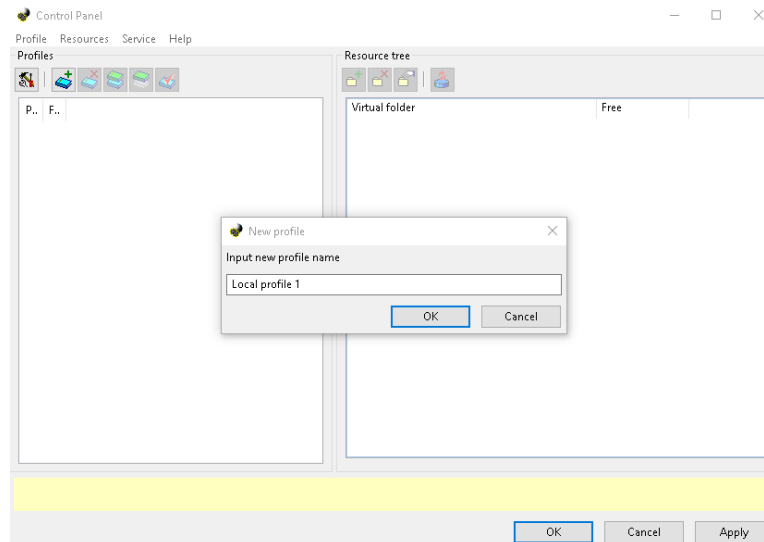 Control Panel
Profile Resources Service Help
Profiles
Resource tree
P.. F..
Virtual folder Free
New profile
Input new profile name
Local profile 1
OK Cancel
OK Cancel Apply